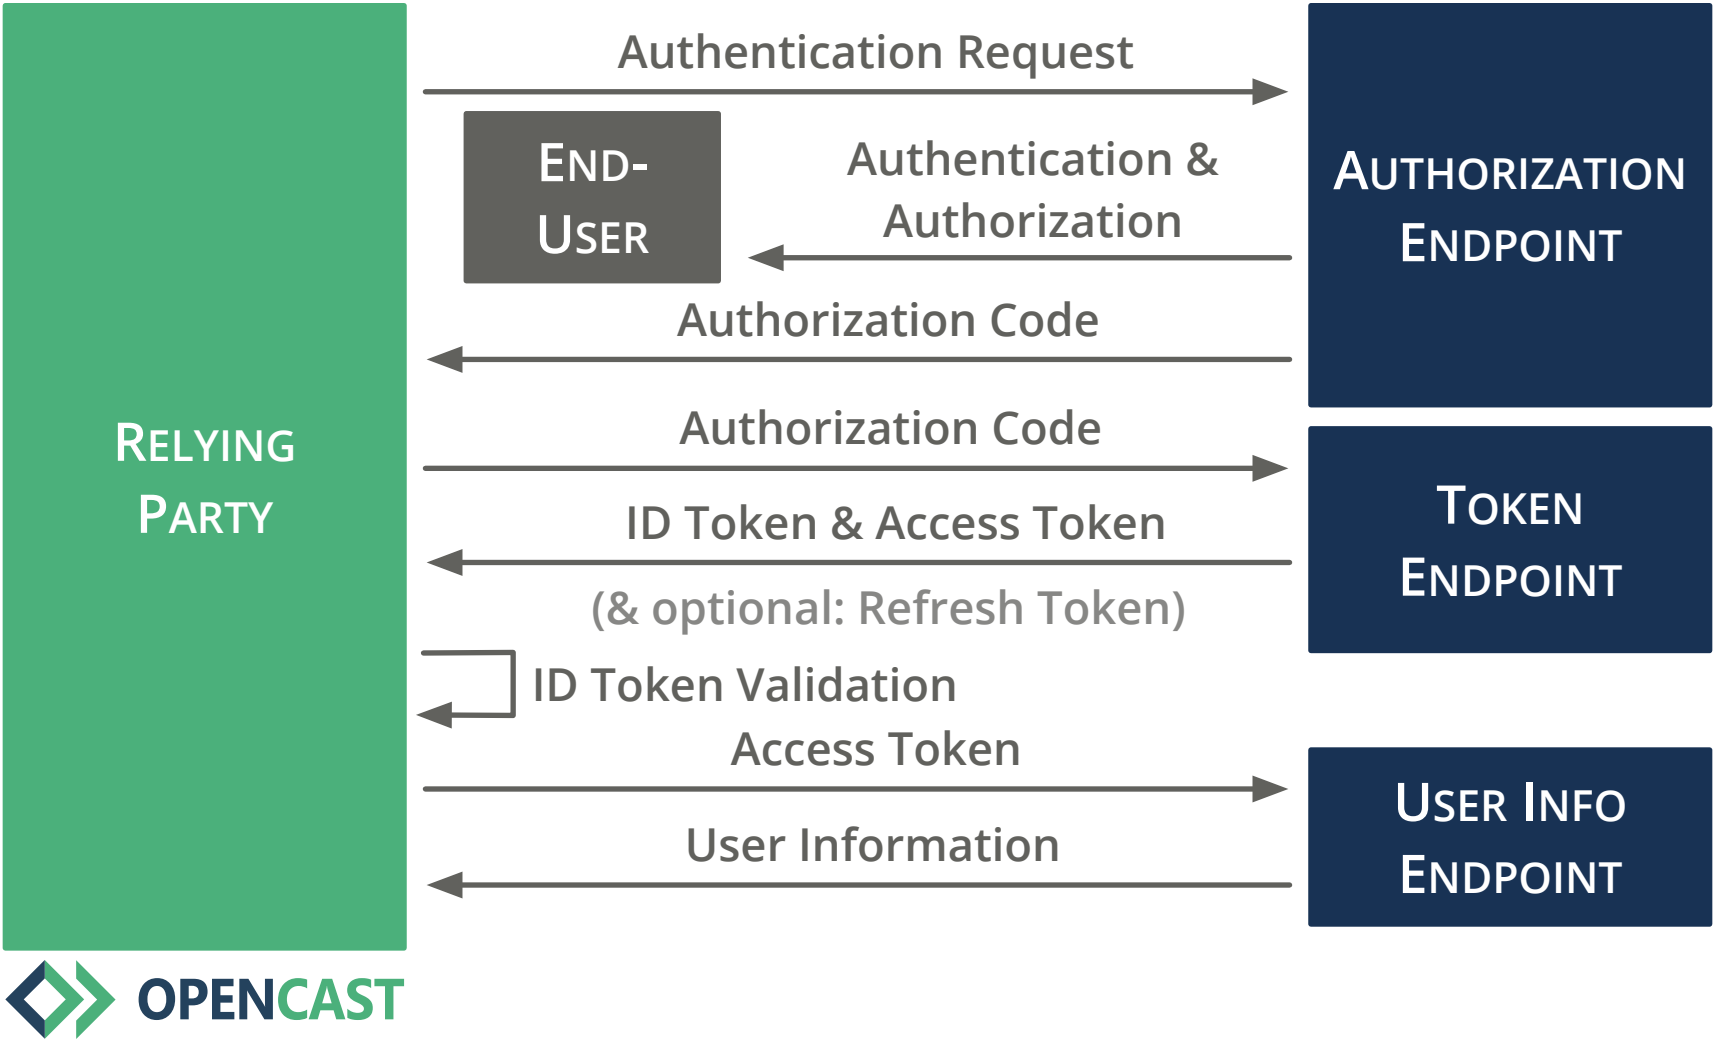 Authentication Request
END-
USER
Authentication &
Authorization
AUTHORIZATION
ENDPOINT
Authorization Code
RELYING
PARTY
Authorization Code
ID Token & Access Token
(& optional: Refresh Token)
TOKEN
ENDPOINT
ID Token Validation
Access Token
User Information
USER INFO
ENDPOINT
OPENCAST